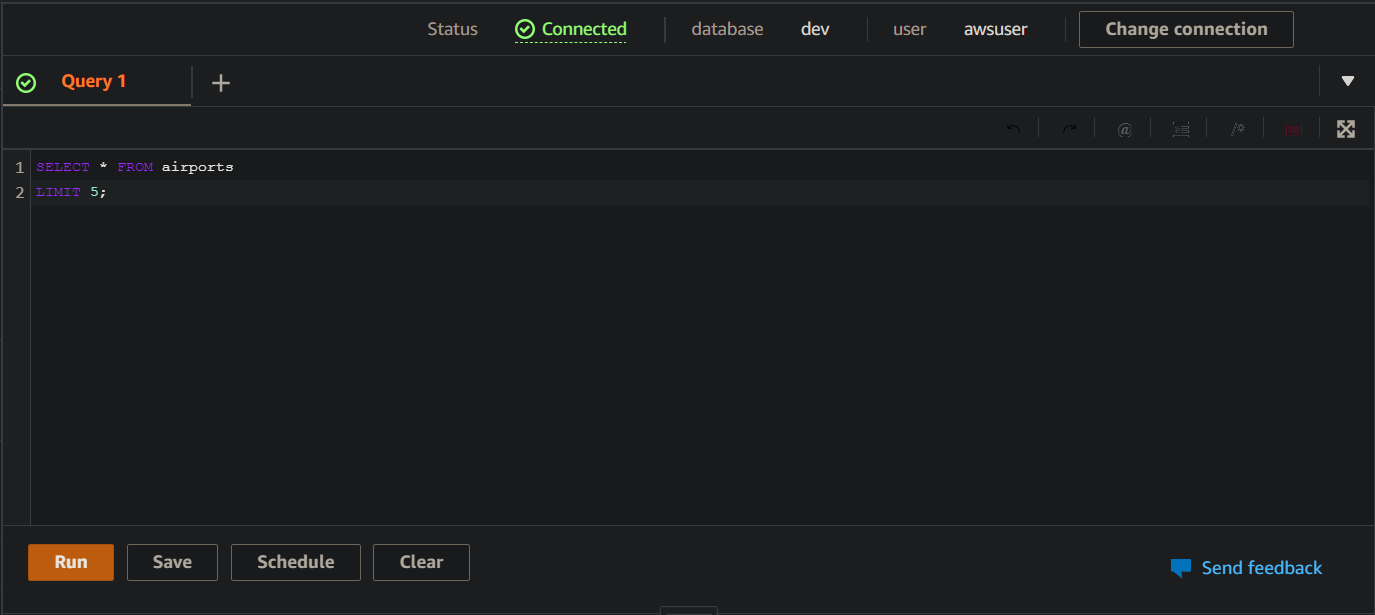 Status Connected database dev user awsuser Change connection
Query 1 +
@
1 SELECT * FROM airports
2 LIMIT 5;
Run Save Schedule Clear Send feedback